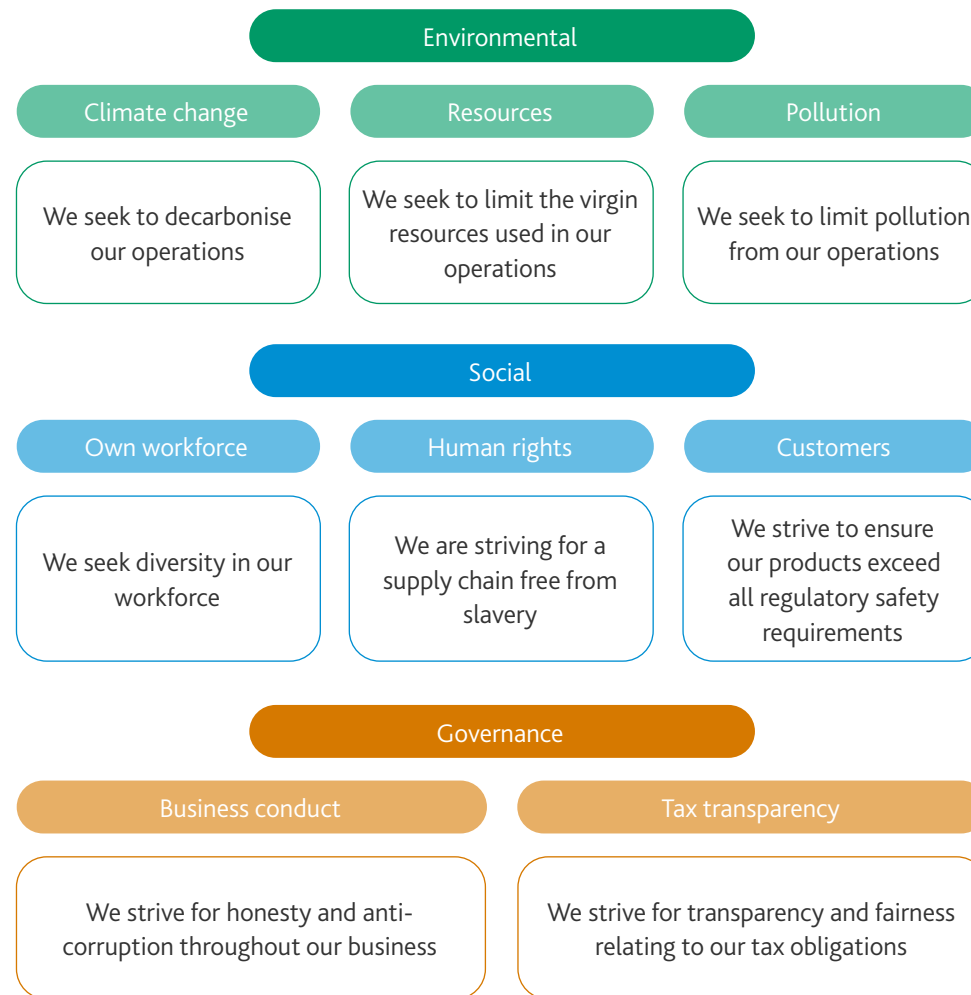 Environmental
Climate change
Resources
Pollution
We seek to decarbonise
our operations
We seek to limit the virgin
resources used in our
operations
We seek to limit pollution
from our operations
Social
Own workforce
Human rights
Customers
We seek diversity in our
workforce
We are striving for a
supply chain free from
slavery
We strive to ensure
our products exceed
all regulatory safety
requirements
Governance
Business conduct
Tax transparency
We strive for honesty and anti-
corruption throughout our business
We strive for transparency and fairness
relating to our tax obligations